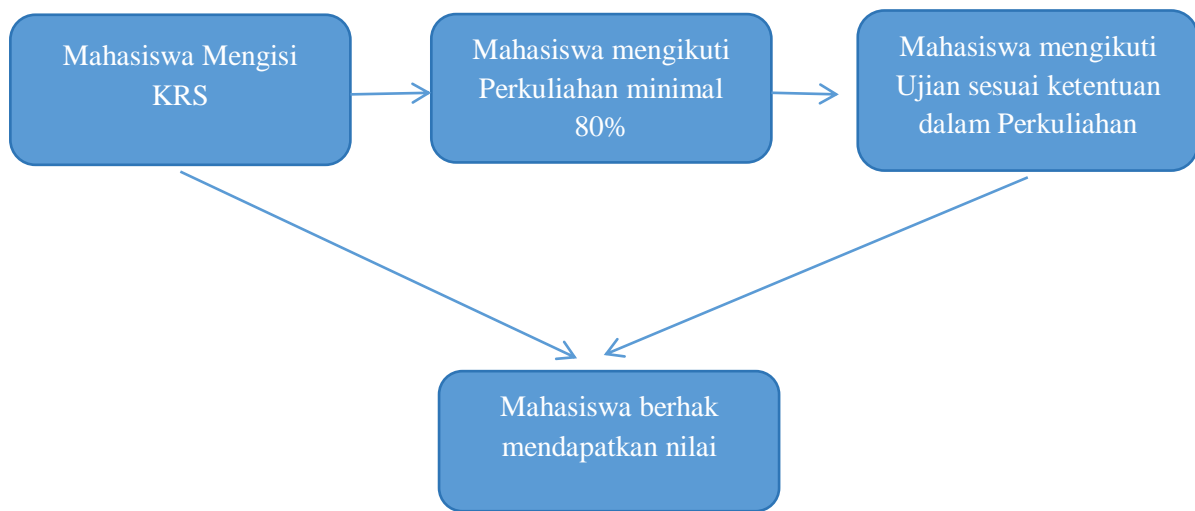 Mahasiswa Mengisi
KRS
Mahasiswa mengikuti
Perkuliahan minimal
80%
Mahasiswa mengikuti
Ujian sesuai ketentuan
dalam Perkuliahan
Mahasiswa berhak
mendapatkan nilai